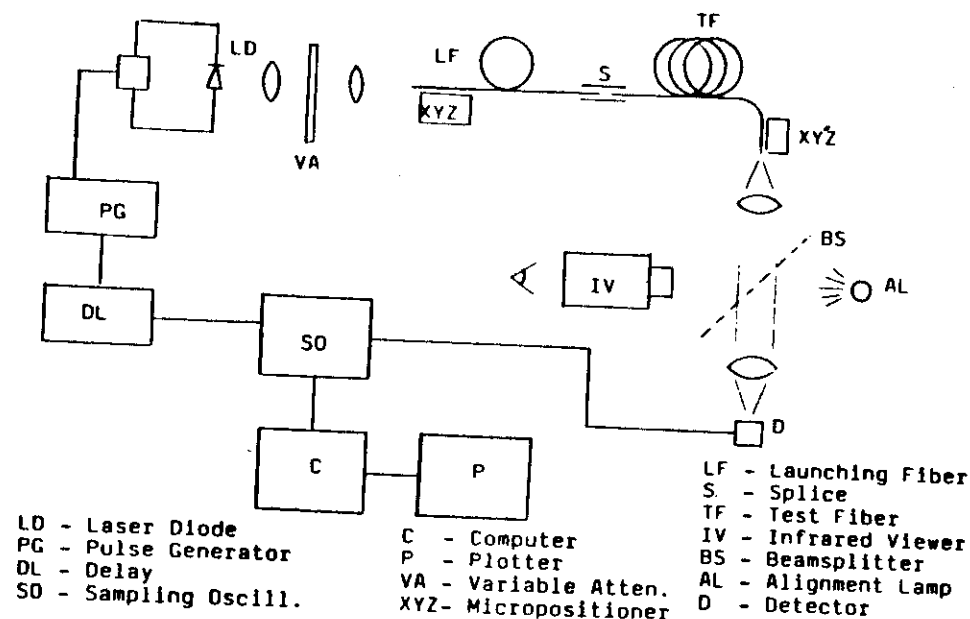 TF
LD
LF
S
XYZ
VA
XYZ
PG
BS
IV
AL
DL
SO
D
C
P
LD - Laser Diode
PG - Pulse Generator
DL - Delay
SO - Sampling Oscill.
C - Computer
P - Plotter
VA - Variable Atten.
XYZ- Micropositioner
LF - Launching Fiber
S - Splice
TF - Test Fiber
IV - Infrared Viewer
BS - Beamsplitter
AL - Alignment Lamp
D - Detector